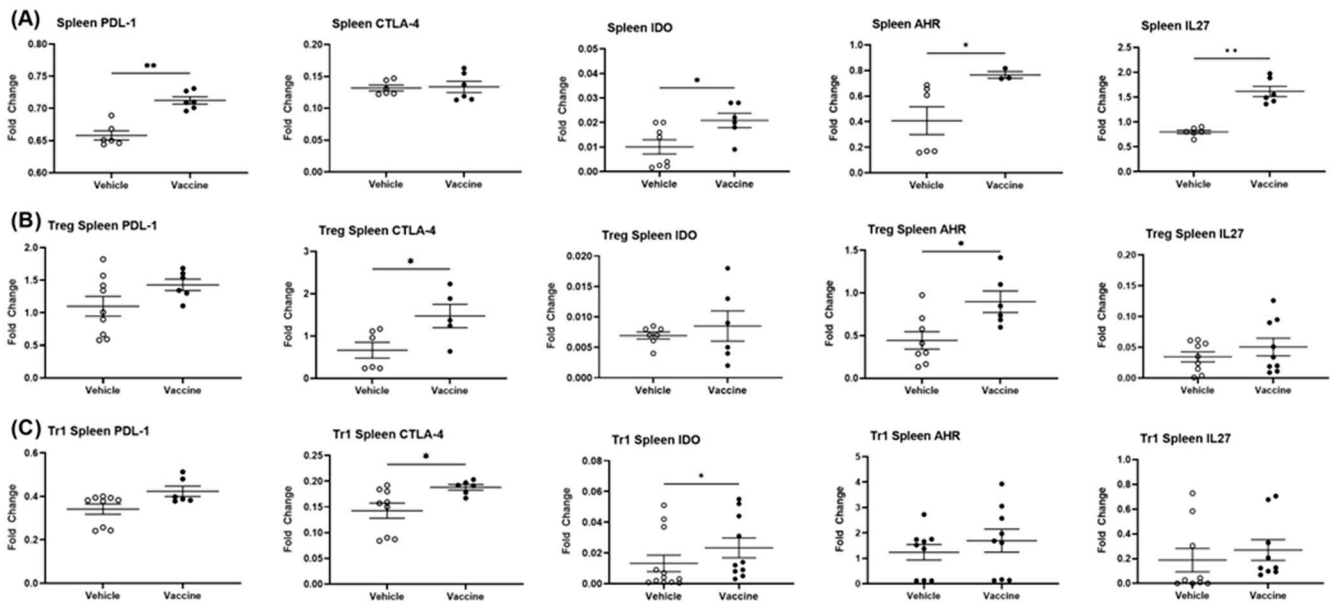 (A)
Spleen PDL-1
Fold Change
0.80
0.75
0.70
0.65
0.60
**
Vehicle
Vaccine
Spleen CTLA-4
Fold Change
0.20
0.15
0.10
0.05
0.00
Vehicle
Vaccine
Spleen IDO
Fold Change
0.05
0.04
0.03
0.02
0.01
0.00
*
Vehicle
Vaccine
Spleen AHR
Fold Change
1.0
0.8
0.6
0.4
0.2
0.0
*
Vehicle
Vaccine
Spleen IL27
Fold Change
2.5
2.0
1.5
1.0
0.5
0.0
**
Vehicle
Vaccine
(B)
Treg Spleen PDL-1
Fold Change
2.0
1.5
1.0
0.5
0.0
Vehicle
Vaccine
Treg Spleen CTLA-4
Fold Change
3
2
1
0
*
Vehicle
Vaccine
Treg Spleen IDO
Fold Change
0.020
0.015
0.010
0.005
0.000
Vehicle
Vaccine
Treg Spleen AHR
Fold Change
1.5
1.0
0.5
0.0
*
Vehicle
Vaccine
Treg Spleen IL27
Fold Change
0.20
0.15
0.10
0.05
0.00
Vehicle
Vaccine
(C)
Tr1 Spleen PDL-1
Fold Change
0.6
0.4
0.2
0.0
Vehicle
Vaccine
Tr1 Spleen CTLA-4
Fold Change
0.25
0.20
0.15
0.10
0.05
0.00
*
Vehicle
Vaccine
Tr1 Spleen IDO
Fold Change
0.08
0.06
0.04
0.02
0.00
*
Vehicle
Vaccine
Tr1 Spleen AHR
Fold Change
5
4
3
2
1
0
Vehicle
Vaccine
Tr1 Spleen IL27
Fold Change
1.0
0.8
0.6
0.4
0.2
0.0
Vehicle
Vaccine